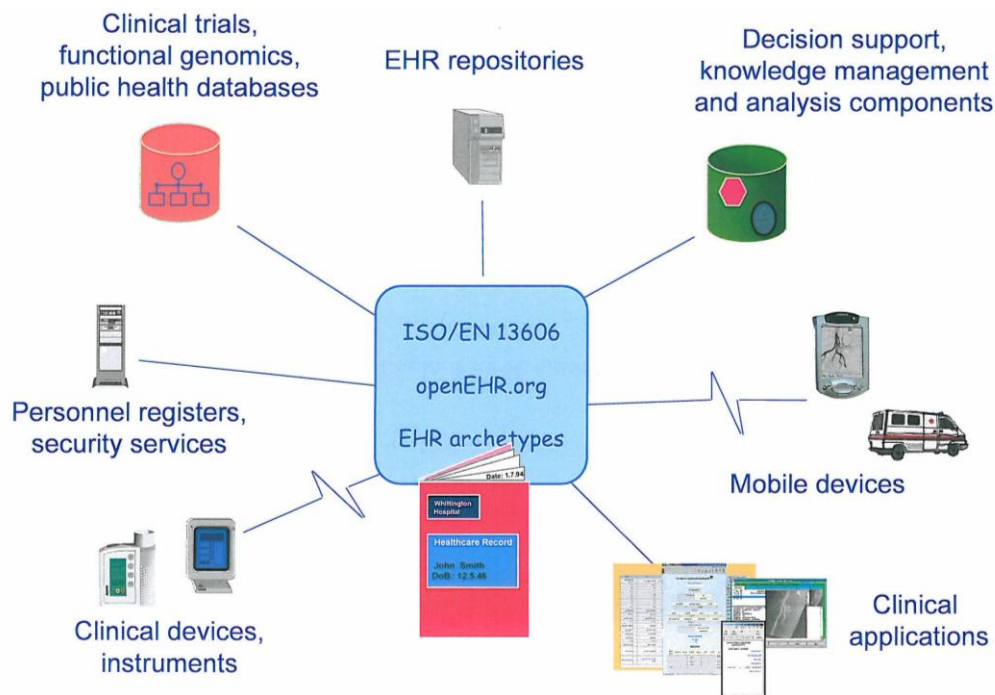 Clinical trials,
functional genomics,
public health databases
EHR repositories
Decision support,
knowledge management
and analysis components
ISO/EN 13606
openEHR.org
EHR archetypes
Personnel registers,
security services
Mobile devices
Date: 1.7.94
Whittington
Hospital
Healthcare Record
John Smith
DoB: 12.5.46
Clinical devices,
instruments
Clinical
applications